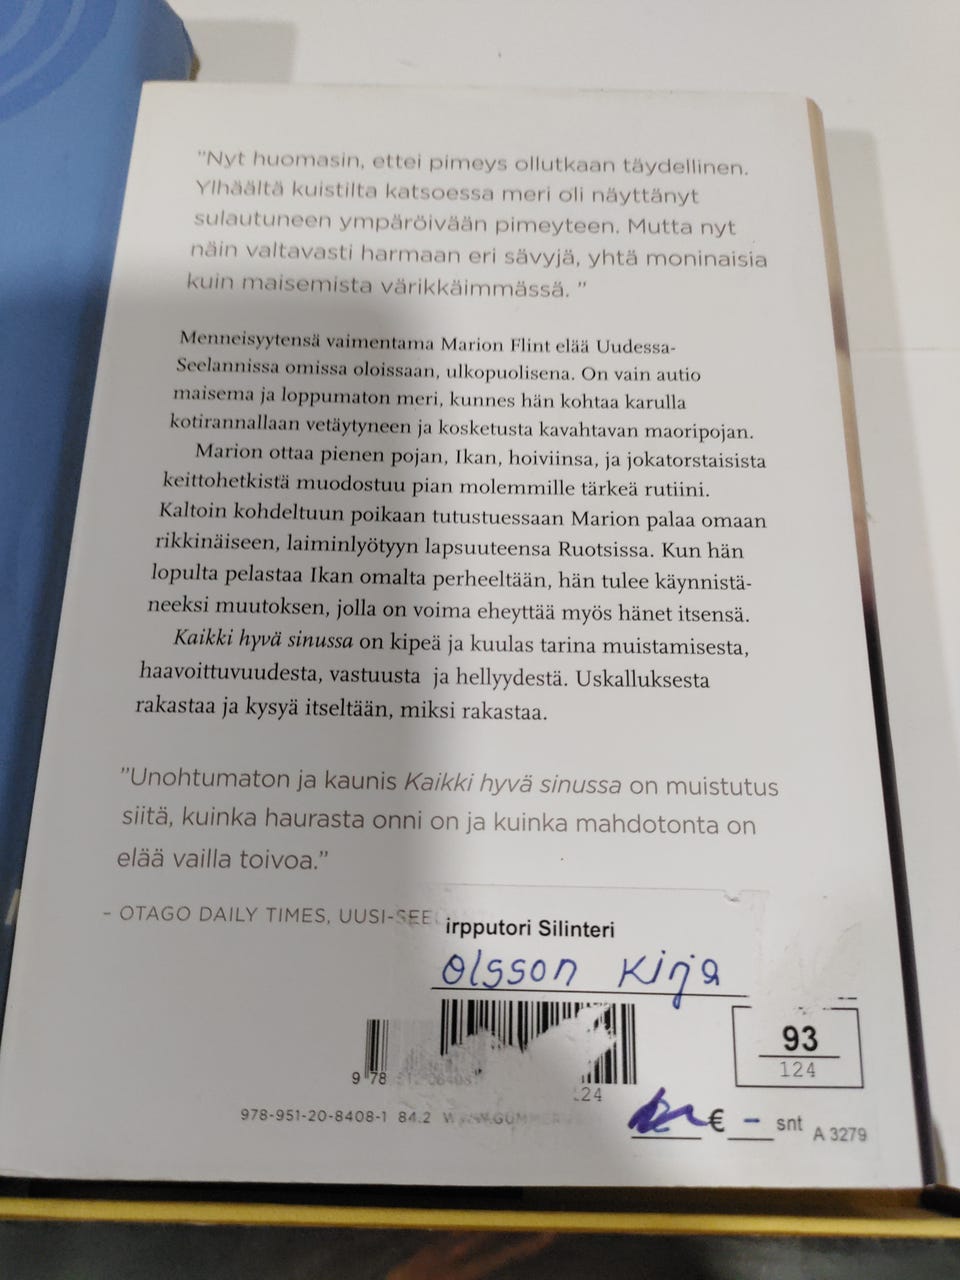 "Nyt huomasin, ettei pimeys ollutkaan täydellinen.
Ylhäältä kuistilta katsoessa meri oli näyttänyt
sulautuneen ympäröivään pimeyteen. Mutta nyt
näin valtavasti harmaan eri sävyjä, yhtä moninaisia
kuin maisemista värikkäimmässä. "
Menneisyytensä vaimentama Marion Flint elää Uudessa-
Seelannissa omissa oloissaan, ulkopuolisena. On vain autio
maisema ja loppumaton meri, kunnes hän kohtaa karulla
kotirannallaan vetäytyneen ja kosketusta kavahtavan maoripojan.
Marion ottaa pienen pojan, Ikan, hoiviinsa, ja jokatorstaisista
keittohetkistä muodostuu pian molemmille tärkeä rutiini.
Kaltoin kohdeltuun poikaan tutustuessaan Marion palaa omaan
rikkinäiseen, laiminlyötyyn lapsuuteensa Ruotsissa. Kun hän
lopulta pelastaa Ikan omalta perheeltään, hän tulee käynnistä-
neeksi muutoksen, jolla on voima eheyttää myös hänet itsensä.
Kaikki hyvä sinussa on kipeä ja kuulas tarina muistamisesta,
haavoittuvuudesta, vastuusta ja hellyydestä. Uskalluksesta
rakastaa ja kysyä itseltään, miksi rakastaa.
"Unohtumaton ja kaunis Kaikki hyvä sinussa on muistutus
siitä, kuinka haurasta onni on ja kuinka mahdotonta on
elää vailla toivoa."
- OTAGO DAILY TIMES, UUSI-SEE
irpputori Silinteri
Olsson Kirja
93
124
9 78
124
978-951-20-8408-1 84.2
€ - snt
A 3279